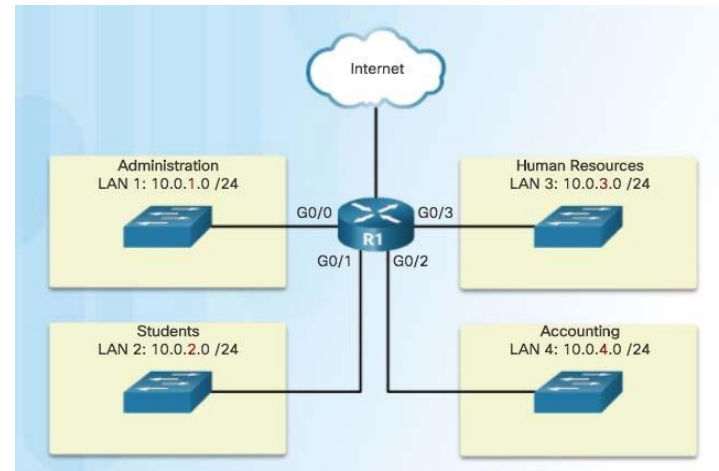 Internet
Administration
LAN 1: 10.0.1.0 /24
Human Resources
LAN 3: 10.0.3.0 /24
G0/0
G0/3
R1
G0/1
G0/2
Students
LAN 2: 10.0.2.0 /24
Accounting
LAN 4: 10.0.4.0 /24